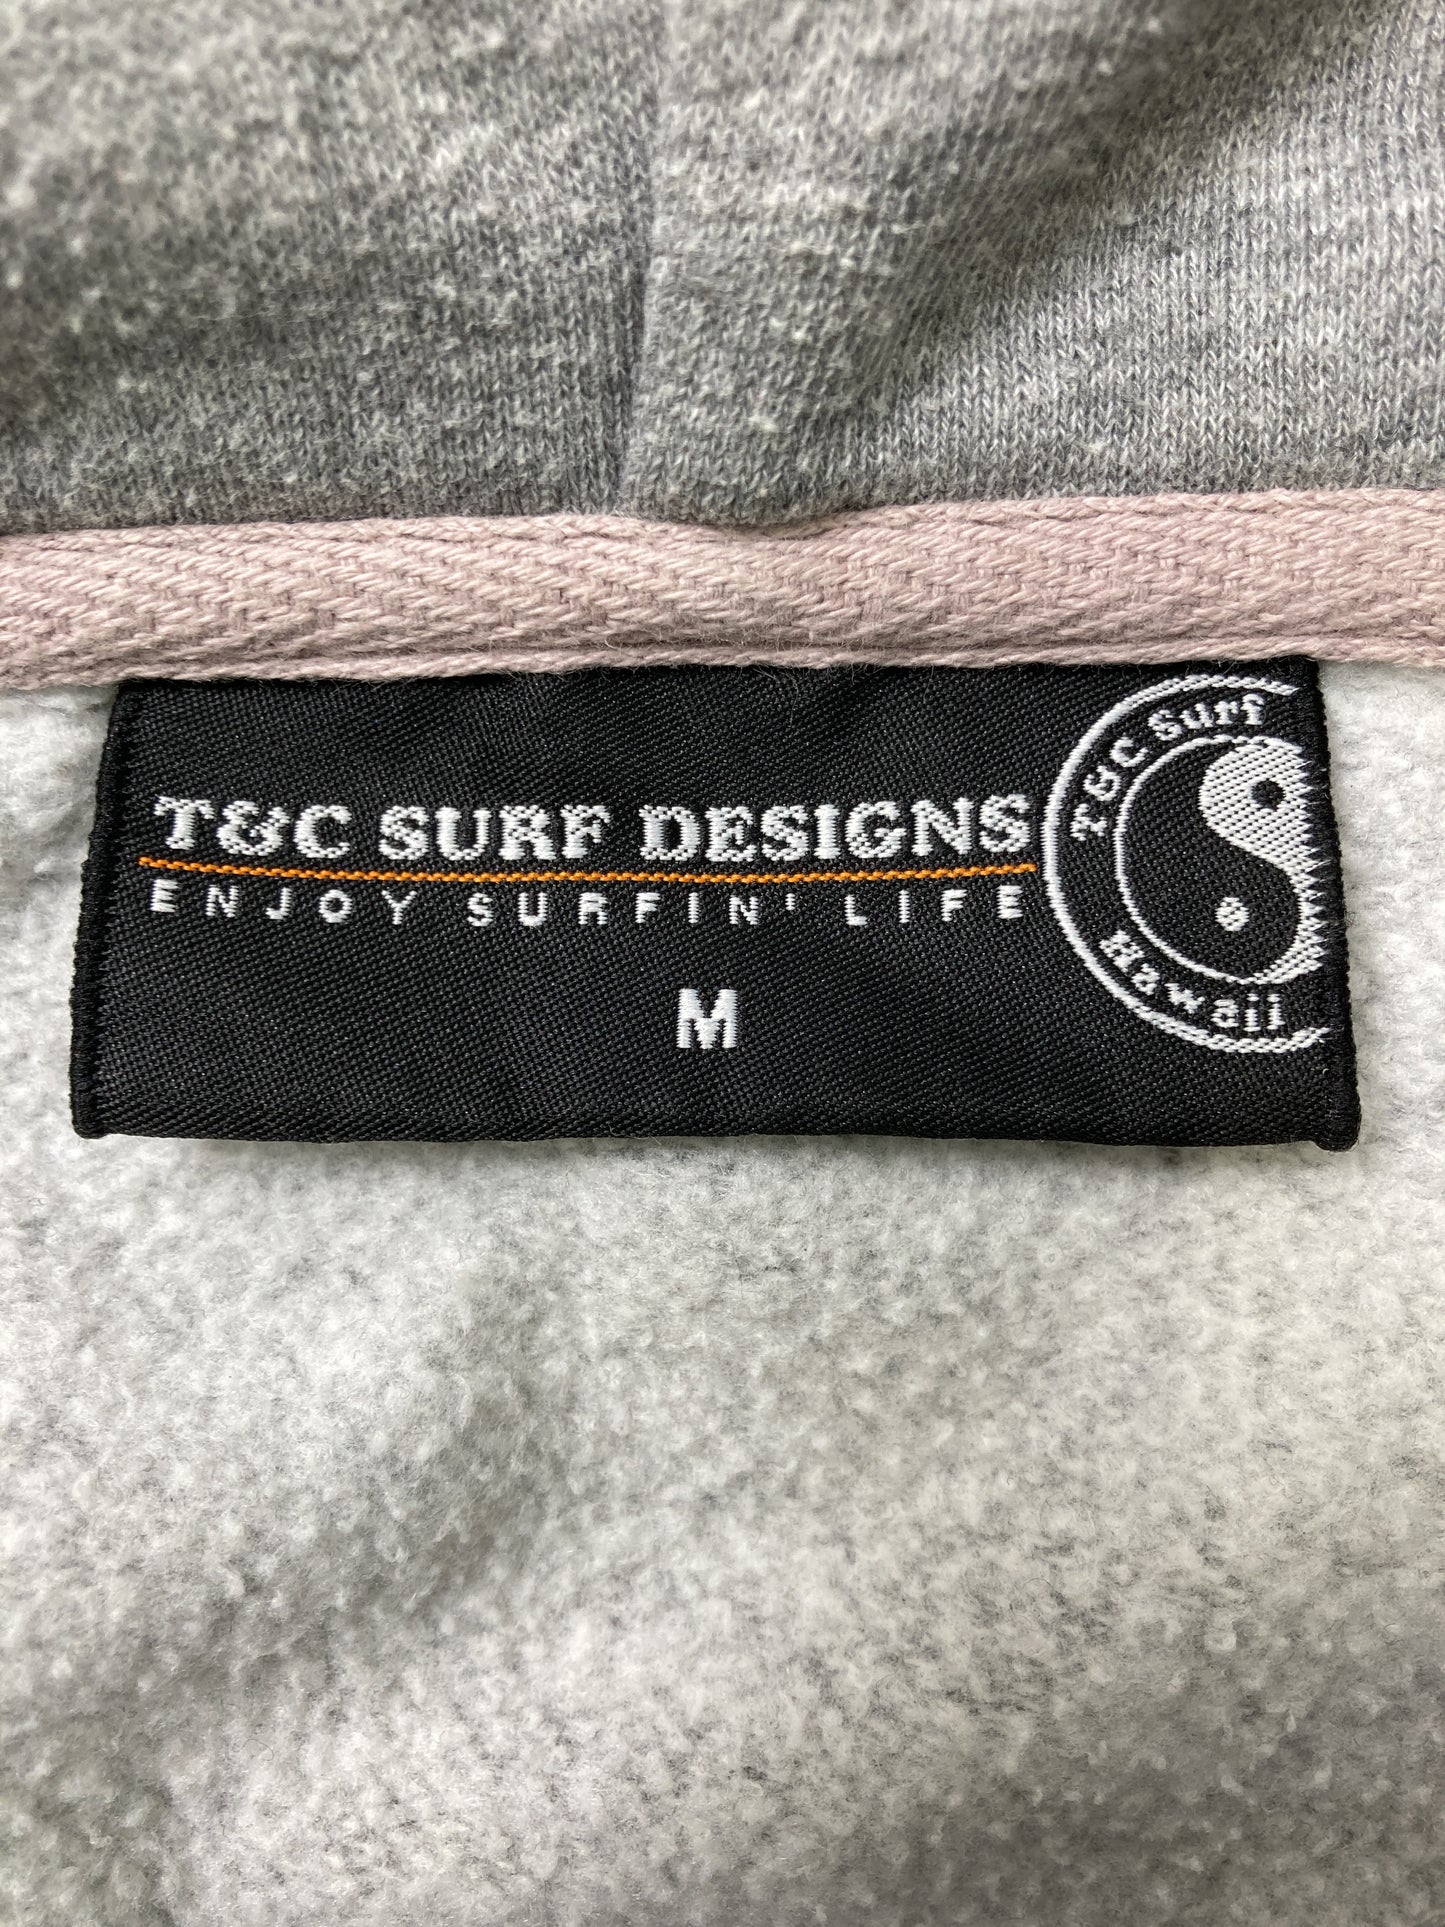 T&C SURF DESIGNS
ENJOY SURFIN' LIFE
M
T&C Surf
Hawaii